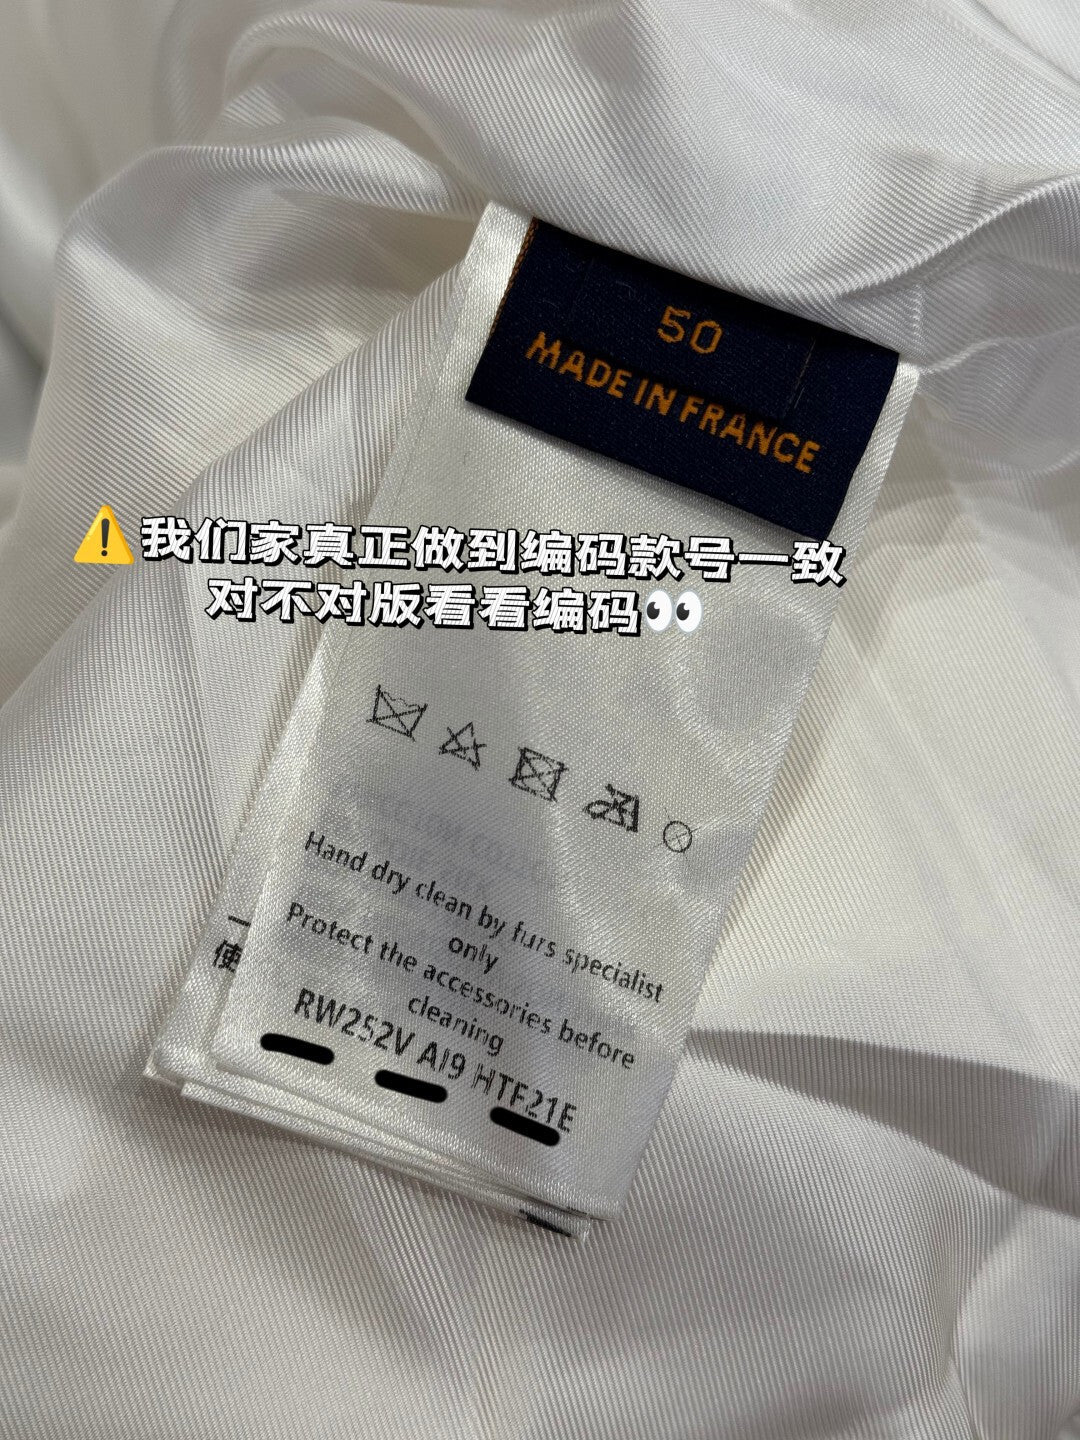 50
MADE IN FRANCE
⚠️我们家真正做到编码款号一致
对不对版看看编码👀
Hand dry clean by furs specialist
only
Protect the accessories before
cleaning
RW252V AI9 HTF21E
使